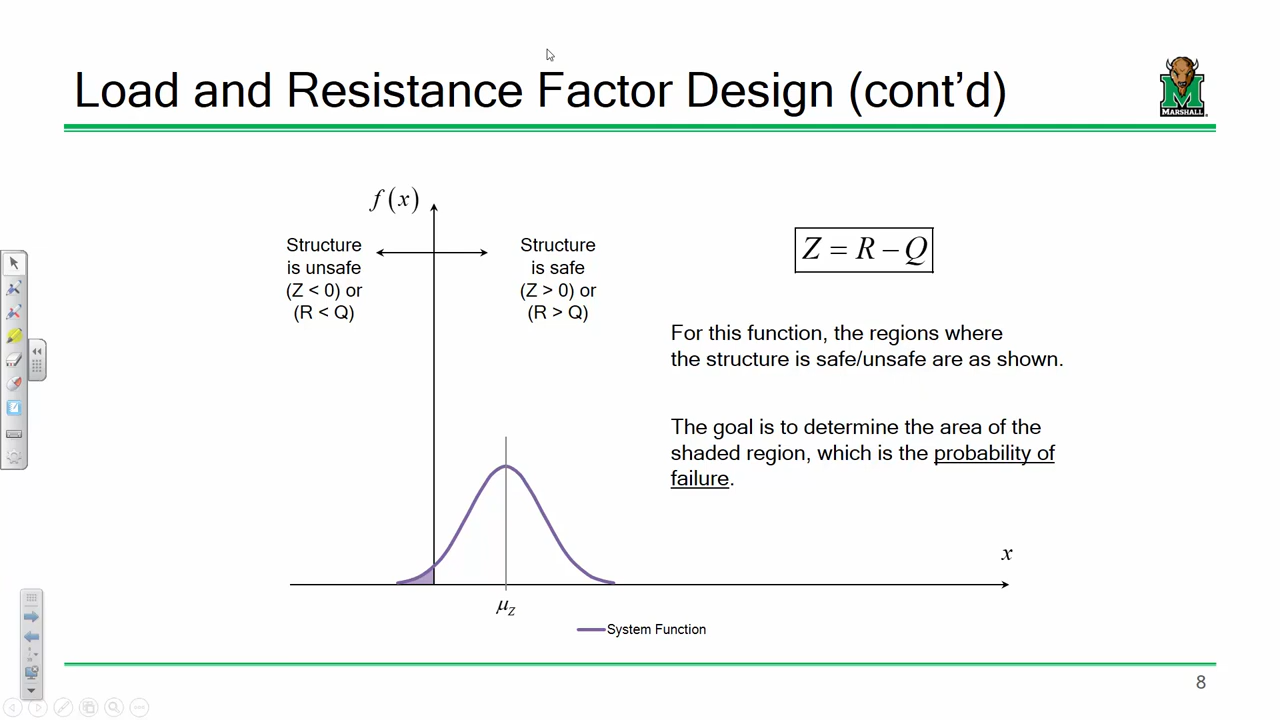 Load and Resistance Factor Design (cont'd)
MARSHALL
f(x)
Structure
is unsafe
(Z < 0) or
(R < Q)
Structure
is safe
(Z > 0) or
(R > Q)
Z = R − Q
For this function, the regions where
the structure is safe/unsafe are as shown.
The goal is to determine the area of the
shaded region, which is the probability of
failure.
x
μZ
System Function
8